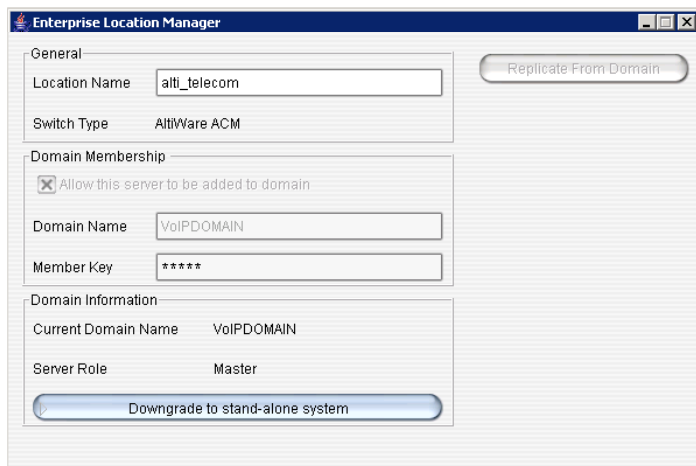 Enterprise Location Manager
General
Location Name alti_telecom
Replicate From Domain
Switch Type AltiWare ACM
Domain Membership
Allow this server to be added to domain
Domain Name VoIPDOMAIN
Member Key *****
Domain Information
Current Domain Name VoIPDOMAIN
Server Role Master
Downgrade to stand-alone system